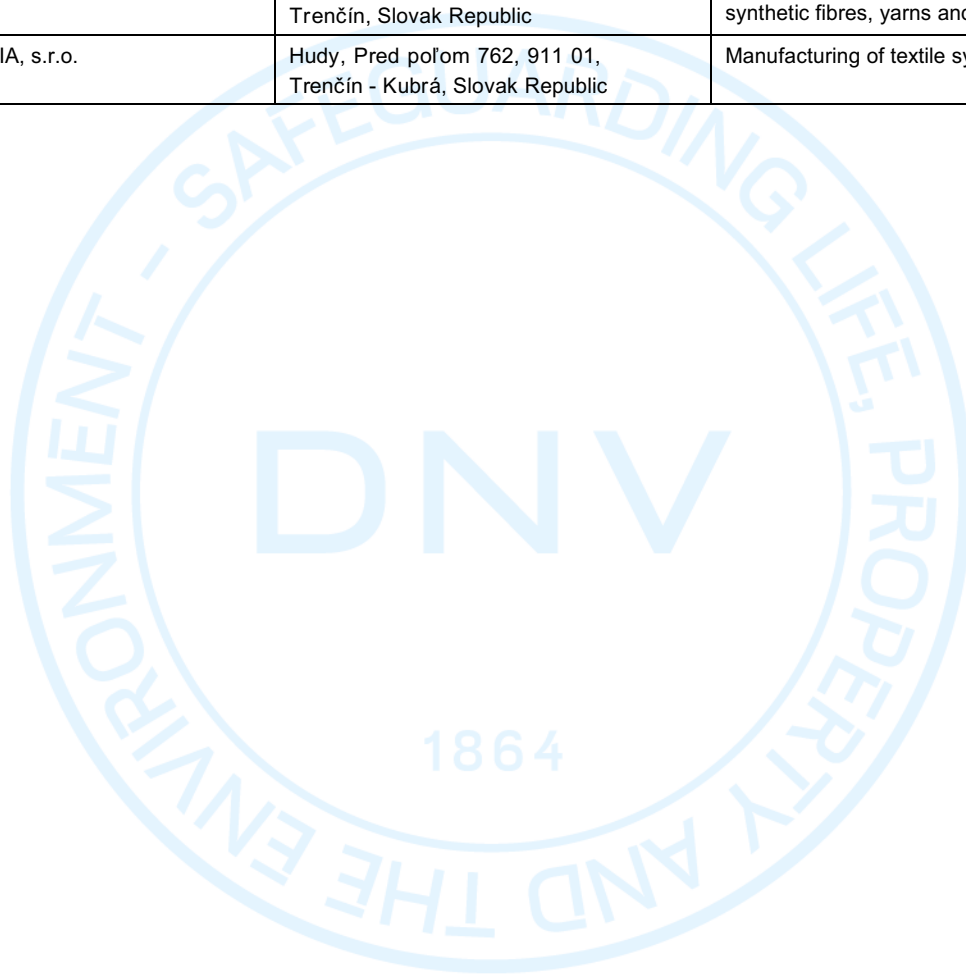 Trenčín, Slovak Republic
synthetic fibres, yarns and
IA, s.r.o.
Hudy, Pred poľom 762, 911 01,
Trenčín - Kubrá, Slovak Republic
Manufacturing of textile
SAFEGUARDING LIFE, PROPERTY AND THE ENVIRONMENT -
DNV
1864